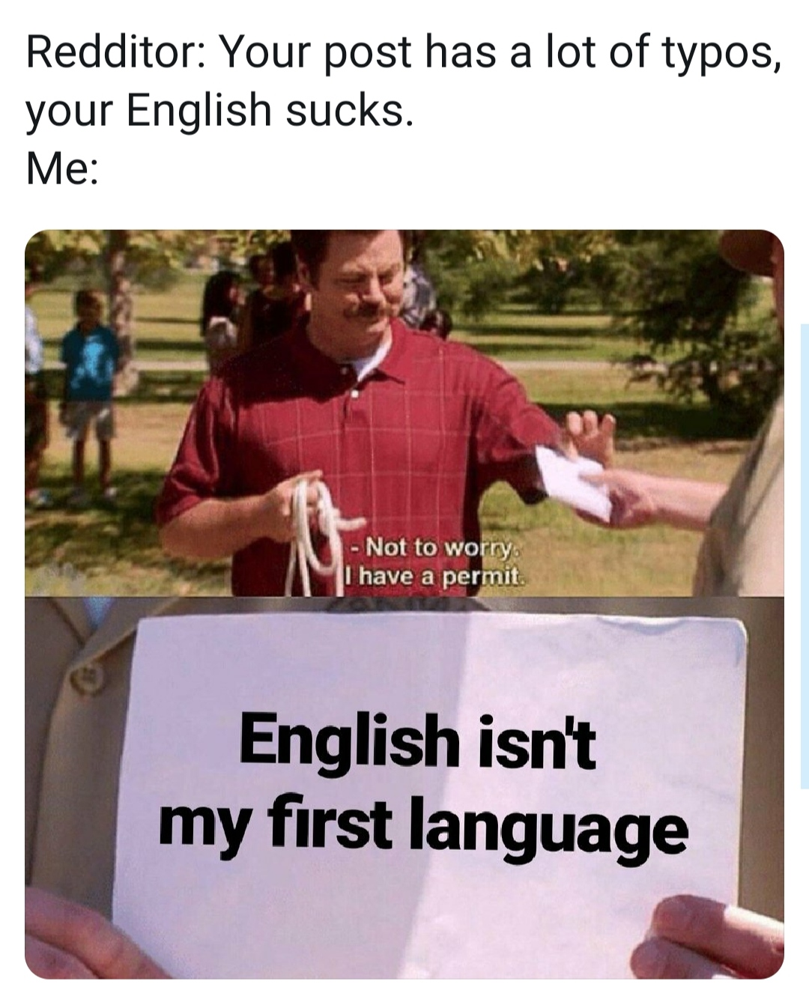 Redditor: Your post has a lot of typos,
your English sucks.
Me:
- Not to worry.
I have a permit.
English isn't
my first language